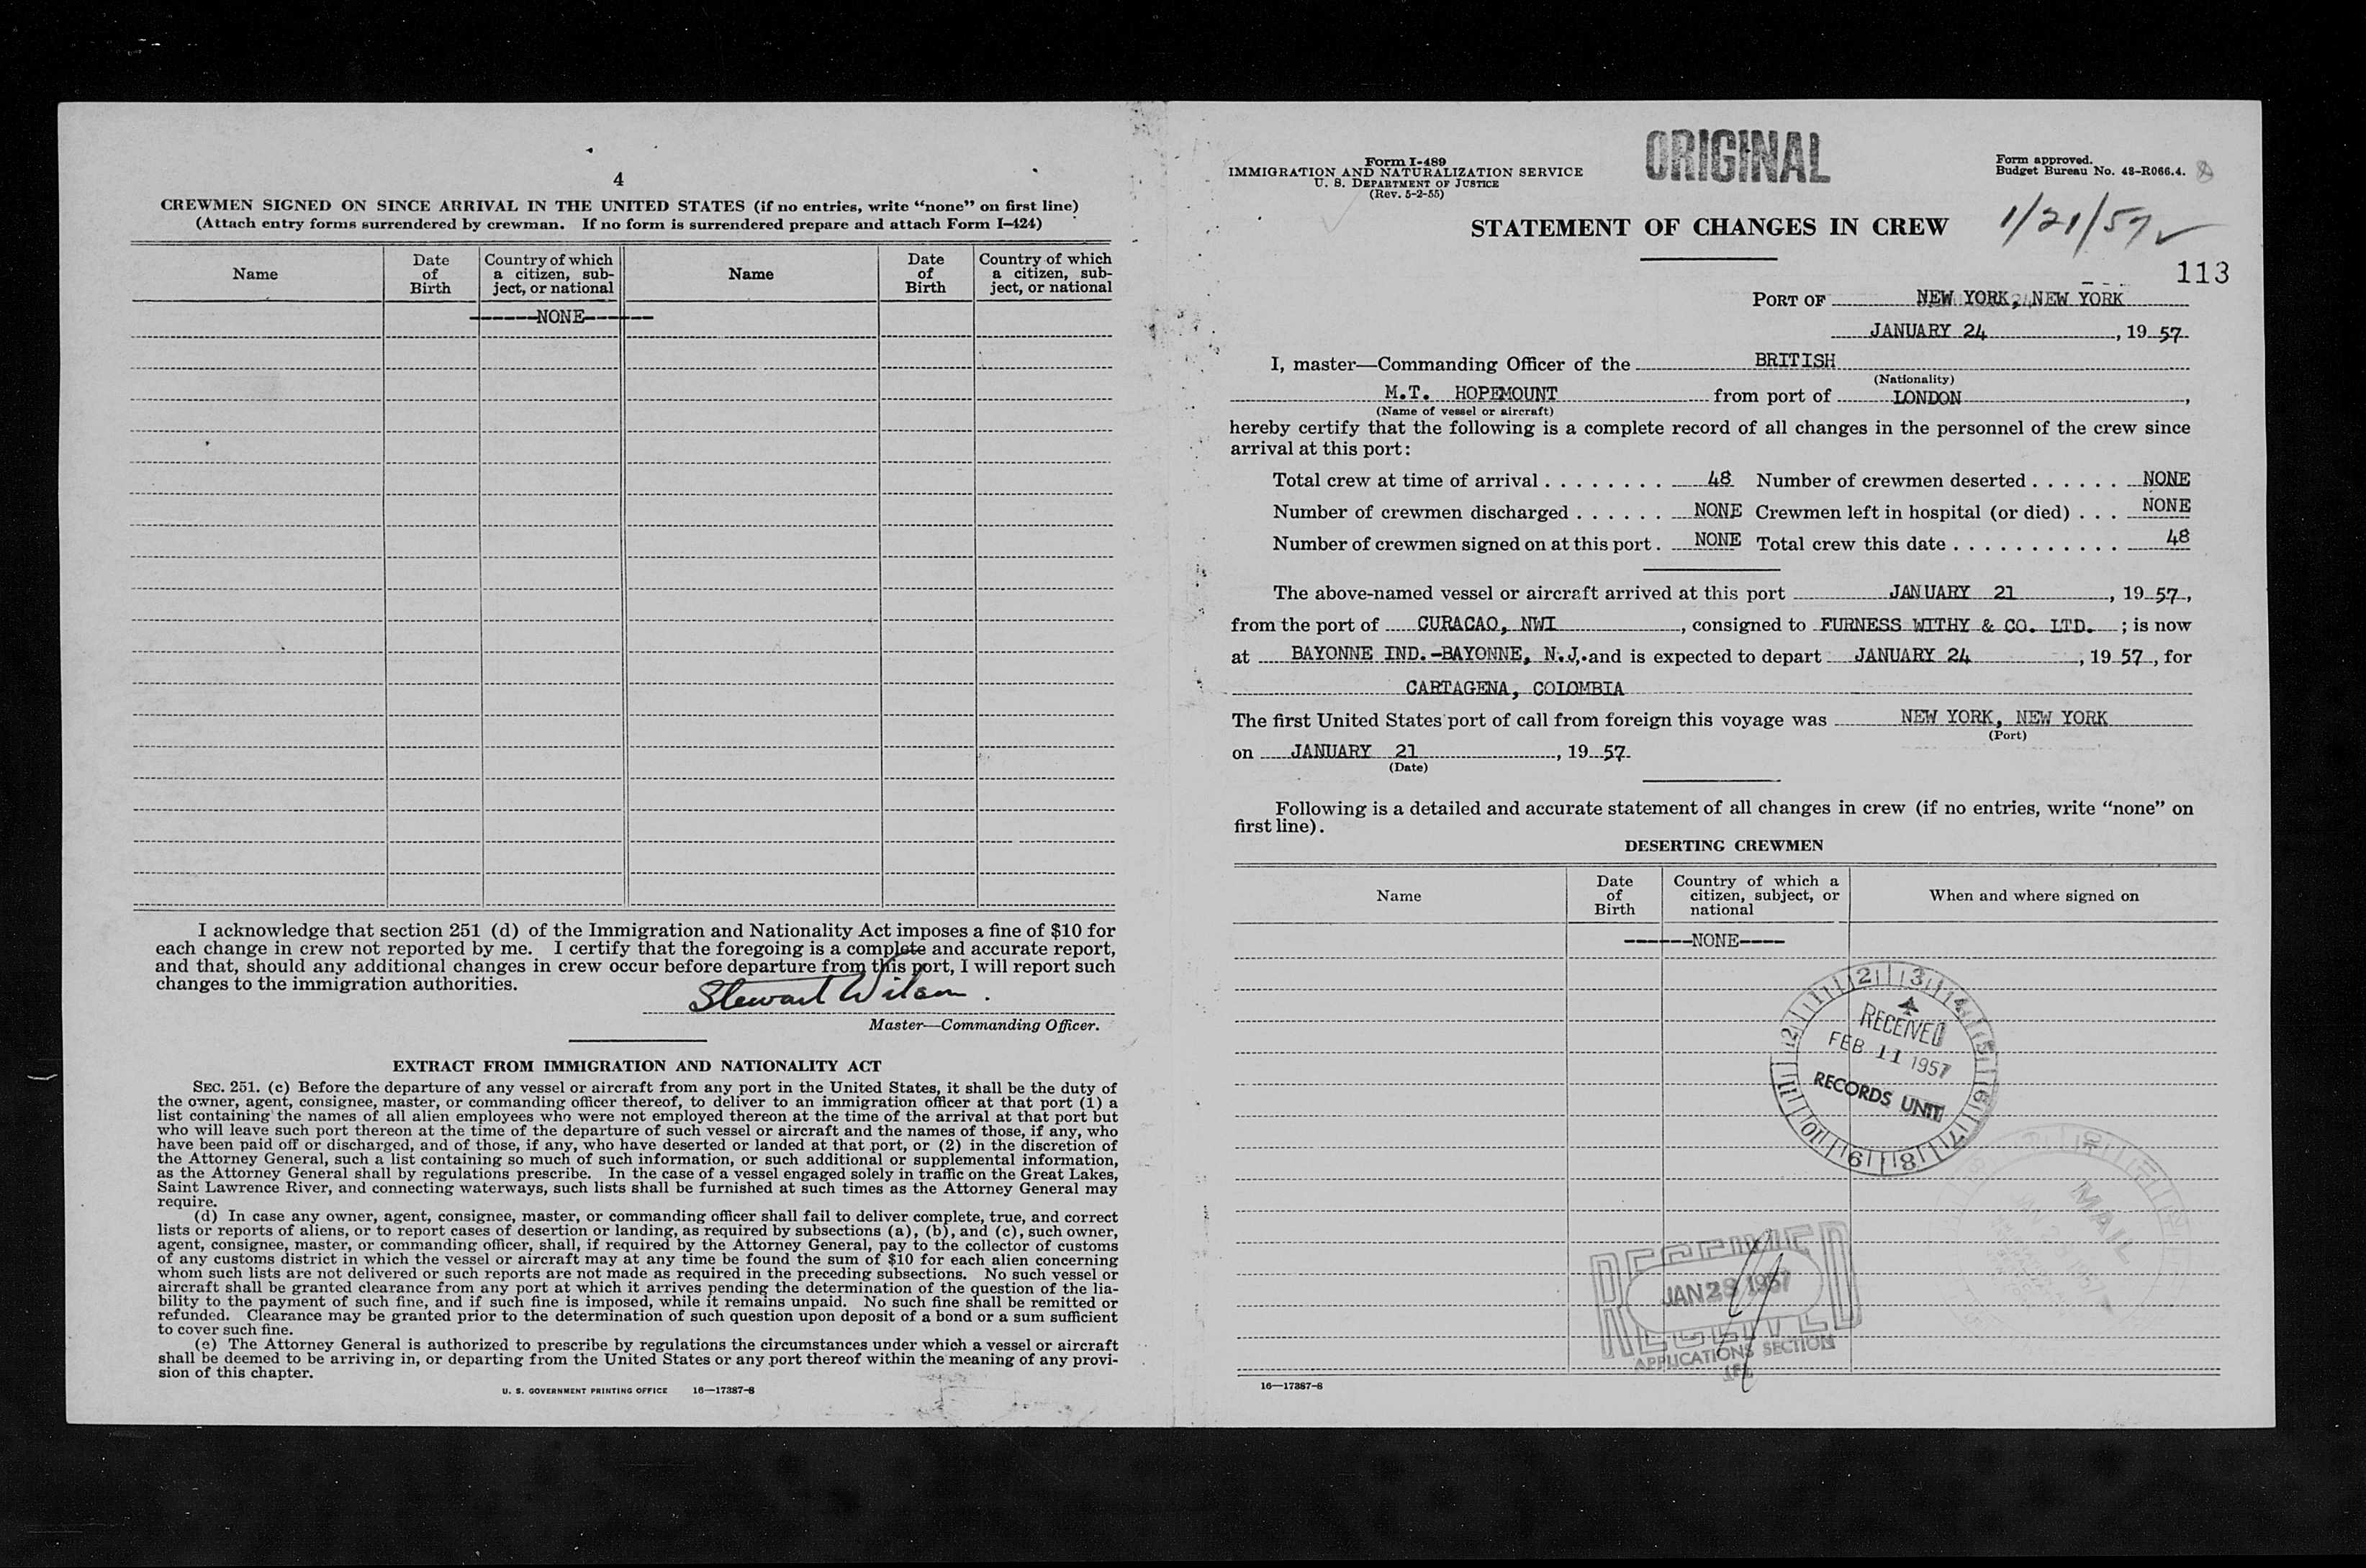 4
CREWMEN SIGNED ON SINCE ARRIVAL IN THE UNITED STATES (if no entries, write “none” on first line)
(Attach entry forms surrendered by crewman. If no form is surrendered prepare and attach Form I–424)
Name
Date of Birth
Country of which a citizen, sub-ject, or national
Name
Date of Birth
Country of which a citizen, sub-ject, or national
------NONE------
I acknowledge that section 251 (d) of the Immigration and Nationality Act imposes a fine of $10 for
each change in crew not reported by me. I certify that the foregoing is a complete and accurate report,
and that, should any additional changes in crew occur before departure from this port, I will report such
changes to the immigration authorities.
Stewart Wilson.
Master—Commanding Officer.
EXTRACT FROM IMMIGRATION AND NATIONALITY ACT
SEC. 251. (c) Before the departure of any vessel or aircraft from any port in the United States, it shall be the duty of
the owner, agent, consignee, master, or commanding officer thereof, to deliver to an immigration officer at that port (1) a
list containing the names of all alien employees who were not employed thereon at the time of the arrival at that port but
who will leave such port thereon at the time of the departure of such vessel or aircraft and the names of those, if any, who
have been paid off or discharged, and of those, if any, who have deserted or landed at that port, or (2) in the discretion of
the Attorney General, such a list containing so much of such information, or such additional or supplemental information,
as the Attorney General shall by regulations prescribe. In the case of a vessel engaged solely in traffic on the Great Lakes,
Saint Lawrence River, and connecting waterways, such lists shall be furnished at such times as the Attorney General may
require.
(d) In case any owner, agent, consignee, master, or commanding officer shall fail to deliver complete, true, and correct
lists or reports of aliens, or to report cases of desertion or landing, as required by subsections (a), (b), and (c), such owner,
agent, consignee, master, or commanding officer, shall, if required by the Attorney General, pay to the collector of customs
of any customs district in which the vessel or aircraft may at any time be found the sum of $10 for each alien concerning
whom such lists are not delivered or such reports are not made as required in the preceding subsections. No such vessel or
aircraft shall be granted clearance from any port at which it arrives pending the determination of the question of the lia-
bility to the payment of such fine, and if such fine is imposed, while it remains unpaid. No such fine shall be remitted or
refunded. Clearance may be granted prior to the determination of such question upon deposit of a bond or a sum sufficient
to cover such fine.
(e) The Attorney General is authorized to prescribe by regulations the circumstances under which a vessel or aircraft
shall be deemed to be arriving in, or departing from the United States or any port thereof within the meaning of any provi-
sion of this chapter.
U. S. GOVERNMENT PRINTING OFFICE 16—17387-8
Form I-489
IMMIGRATION AND NATURALIZATION SERVICE
U. S. DEPARTMENT OF JUSTICE
(Rev. 5-2-55)
ORIGINAL
Form approved.
Budget Bureau No. 43-R066.4.
STATEMENT OF CHANGES IN CREW
1/21/57
113
PORT OF NEW YORK, NEW YORK
JANUARY 24, 1957
I, master—Commanding Officer of the BRITISH
(Nationality)
M.T. HOPEMOUNT from port of LONDON,
(Name of vessel or aircraft)
hereby certify that the following is a complete record of all changes in the personnel of the crew since
arrival at this port:
Total crew at time of arrival . . . . . . . . 48 Number of crewmen deserted . . . . . . NONE
Number of crewmen discharged . . . . . . NONE Crewmen left in hospital (or died) . . . NONE
Number of crewmen signed on at this port . NONE Total crew this date . . . . . . . . . . . 48
The above-named vessel or aircraft arrived at this port JANUARY 21, 1957,
from the port of CURACAO, NWI, consigned to FURNESS WITHY & CO. LTD. ; is now
at BAYONNE IND.-BAYONNE, N.J. and is expected to depart JANUARY 24, 1957, for
CARTAGENA, COLOMBIA
The first United States port of call from foreign this voyage was NEW YORK, NEW YORK
(Port)
on JANUARY 21, 1957
(Date)
Following is a detailed and accurate statement of all changes in crew (if no entries, write “none” on
first line).
DESERTING CREWMEN
Name
Date of Birth
Country of which a citizen, subject, or national
When and where signed on
------NONE----
12 1 2 3 4 5 6 7 8 9 10 11
RECEIVED
FEB 11 1957
RECORDS UNIT
MAIL
RECEIVED
JAN 28 1957
RECEIVED
APPLICATIONS SECTION
16—17387-8